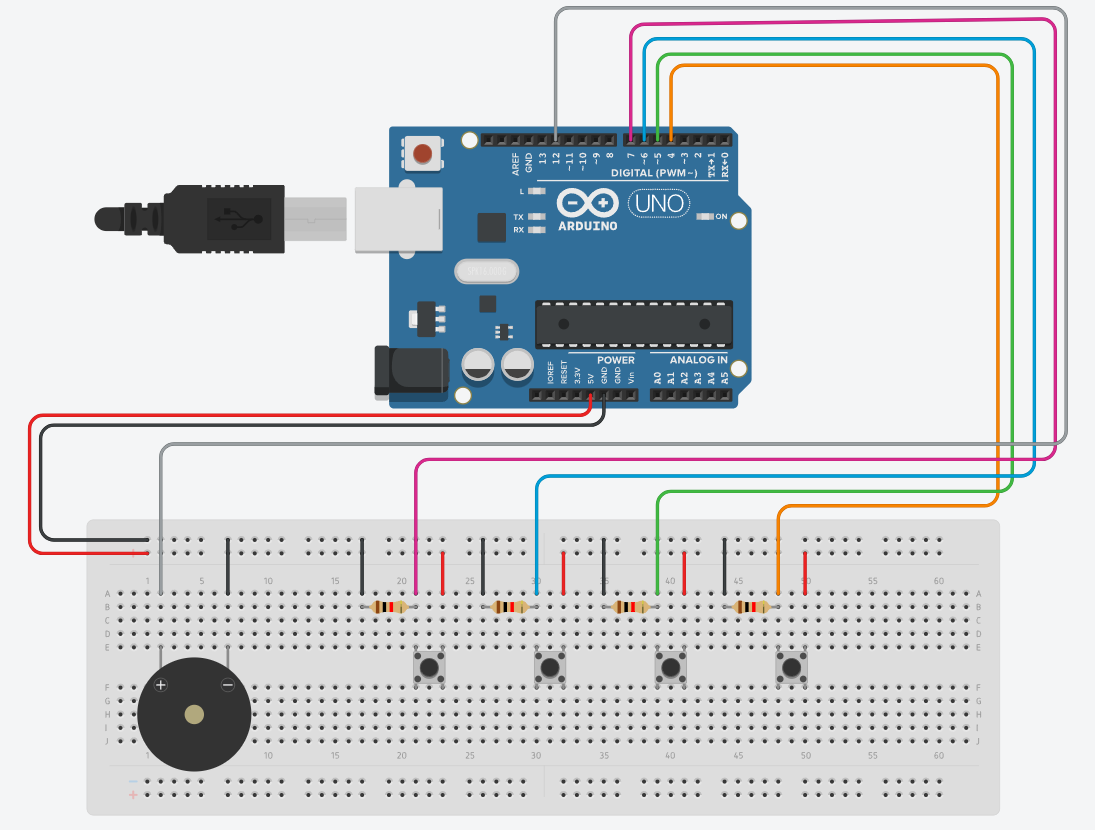 AREF GND 13 12 ~11 ~10 ~9 8 7 ~6 ~5 4 ~3 2 TX→1 RX←0
DIGITAL (PWM~)
L
TX
RX
UNO
ON
ARDUINO
POWER ANALOG IN
IOREF RESET 3.3V 5V GND GND Vin A0 A1 A2 A3 A4 A5
1 5 10 15 20 25 30 35 40 45 50 55 60
A A
B B
C C
D D
E E
+ −
F F
G G
H H
I I
J J
1 10 15 20 25 30 35 40 45 50 55 60
−
+